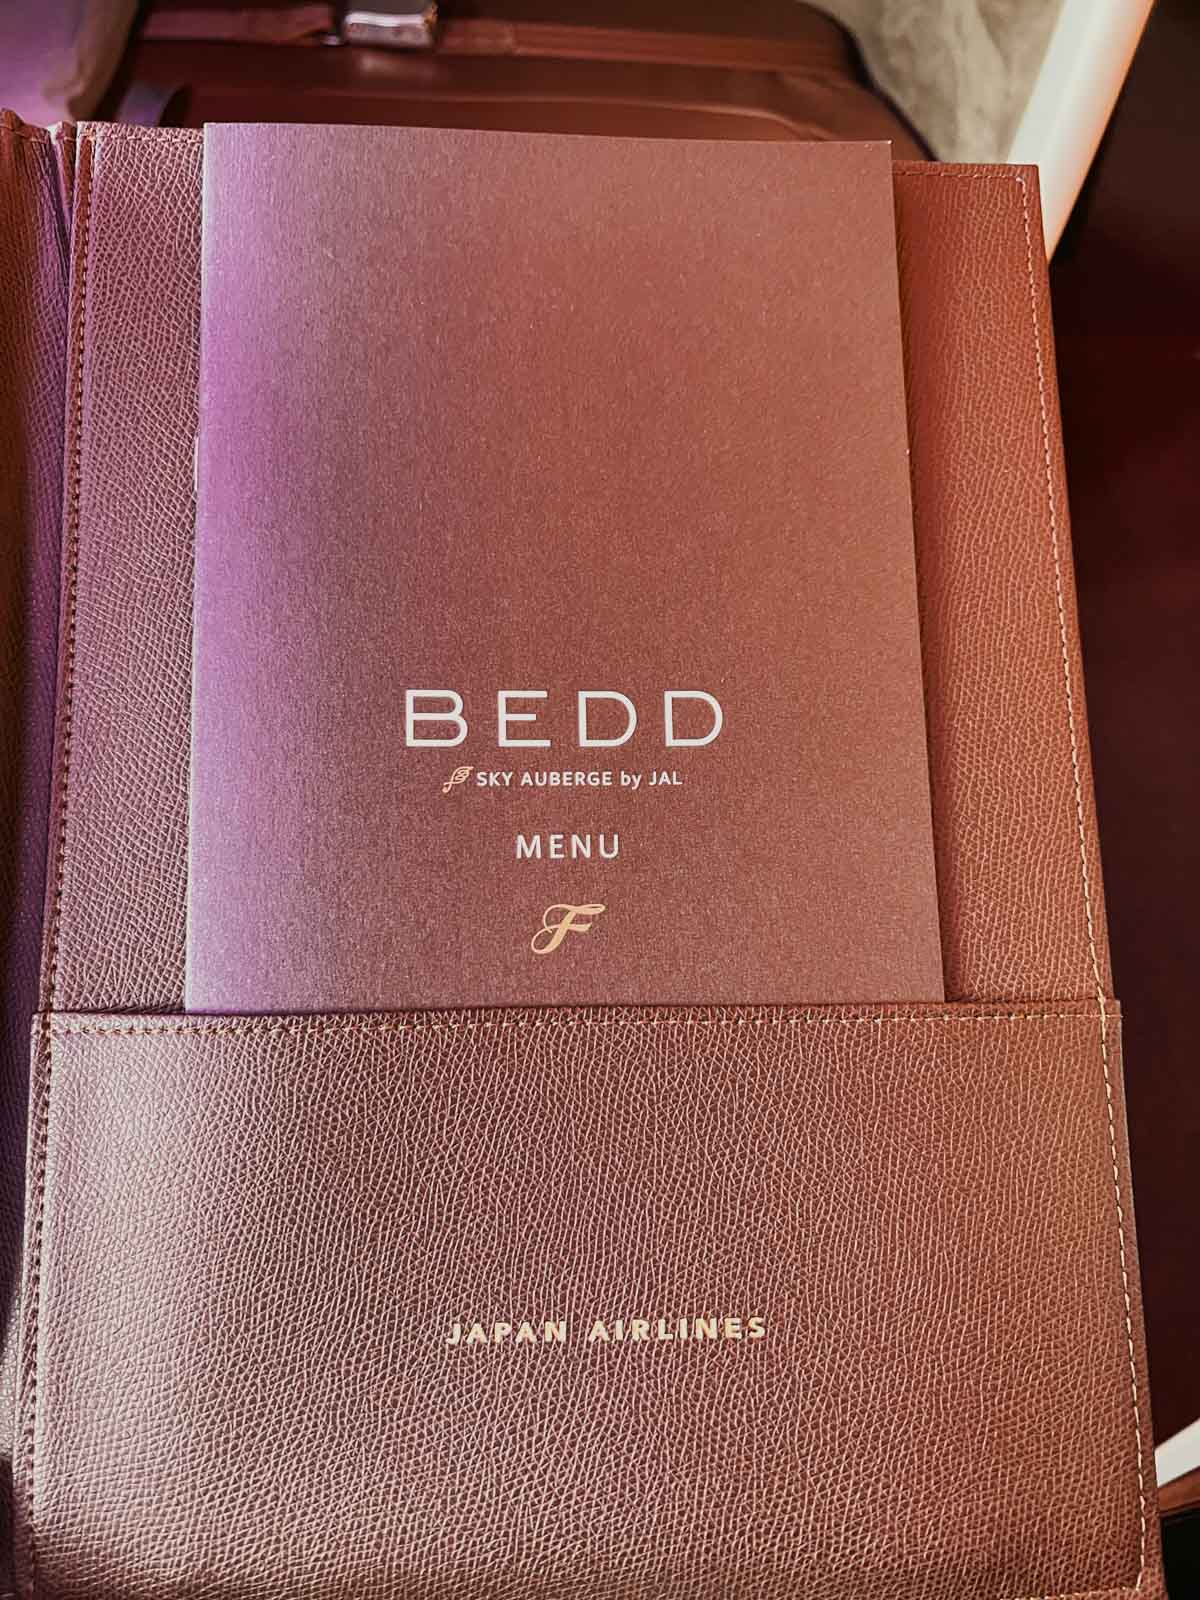 BEDD
SKY AUBERGE by JAL
MENU
F
JAPAN AIRLINES